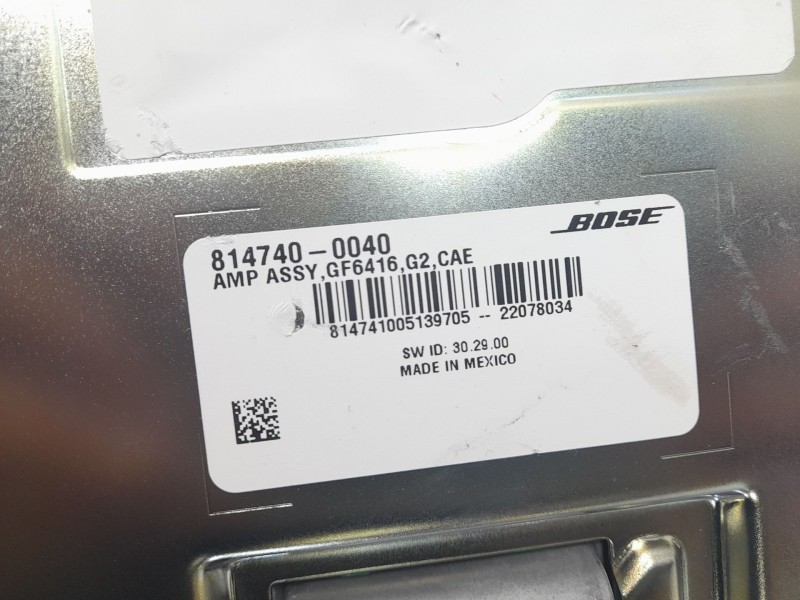 BOSE
814740-0040
AMP ASSY,GF6416,G2,CAE
814741005139705 -- 22078034
SW ID: 30.29.00
MADE IN MEXICO